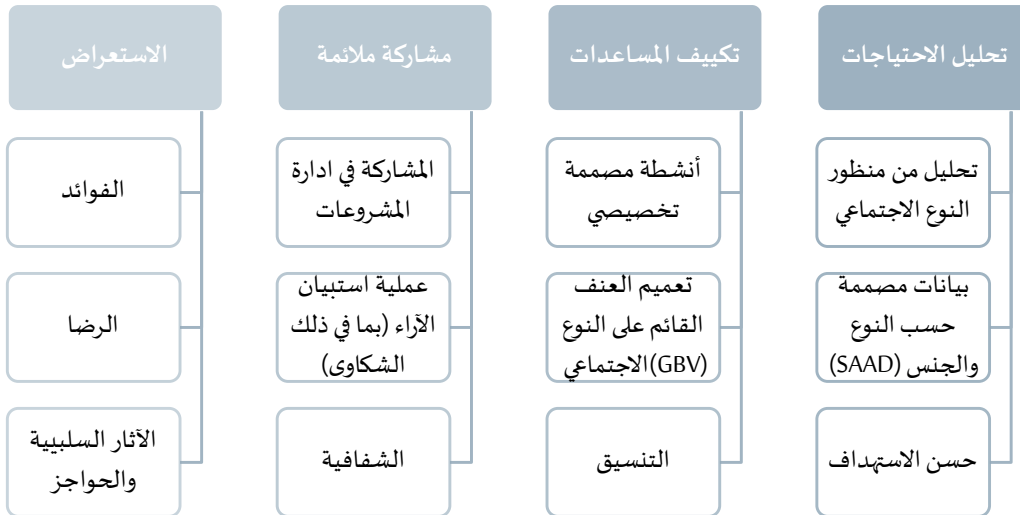 تحليل الاحتياجات
تحليل من منظور
النوع الاجتماعي
بيانات مصممة
حسب النوع
والجنس (SAAD)
حسن الاستهداف
تكييف المساعدات
أنشطة مصممة
تخصيصي
تعميم العنف
القائم على النوع
الاجتماعي(GBV)
التنسيق
مشاركة ملائمة
المشاركة في ادارة
المشروعات
عملية استبيان
الآراء (بما في ذلك
الشكاوى)
الشفافية
الاستعراض
الفوائد
الرضا
الآثار السلبيية
والحواجز